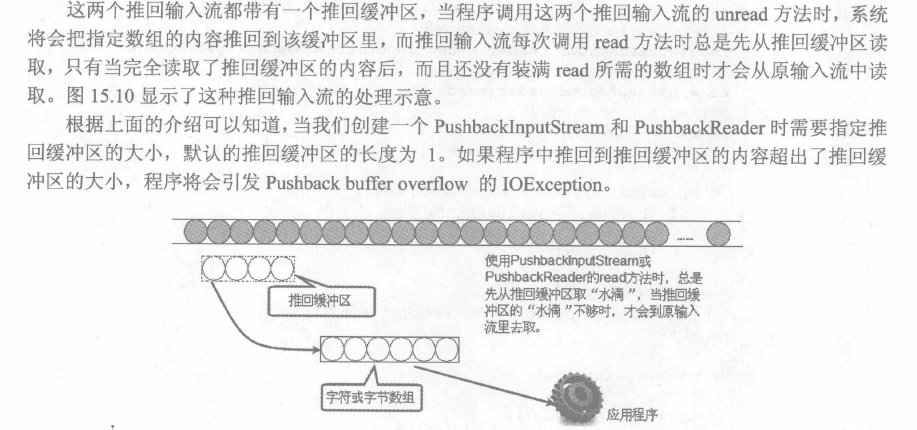 这两个推回输入流都带有一个推回缓冲区，当程序调用这两个推回输入流的 unread 方法时，系统
将会把指定数组的内容推回到该缓冲区里，而推回输入流每次调用 read 方法时总是先从推回缓冲区读
取，只有当完全读取了推回缓冲区的内容后，而且还没有装满 read 所需的数组时才会从原输入流中读
取。图 15.10 显示了这种推回输入流的处理示意。
根据上面的介绍可以知道，当我们创建一个 PushbackInputStream 和 PushbackReader 时需要指定推
回缓冲区的大小，默认的推回缓冲区的长度为 1。如果程序中推回到推回缓冲区的内容超出了推回缓
冲区的大小，程序将会引发 Pushback buffer overflow 的 IOException。
......
使用PushbackInputStream或
PushbackReader的read方法时，总是
先从推回缓冲区取“水滴”，当推回缓
冲区的“水滴”不够时，才会到原输入
流里去取。
推回缓冲区
字符或字节数组
应用程序